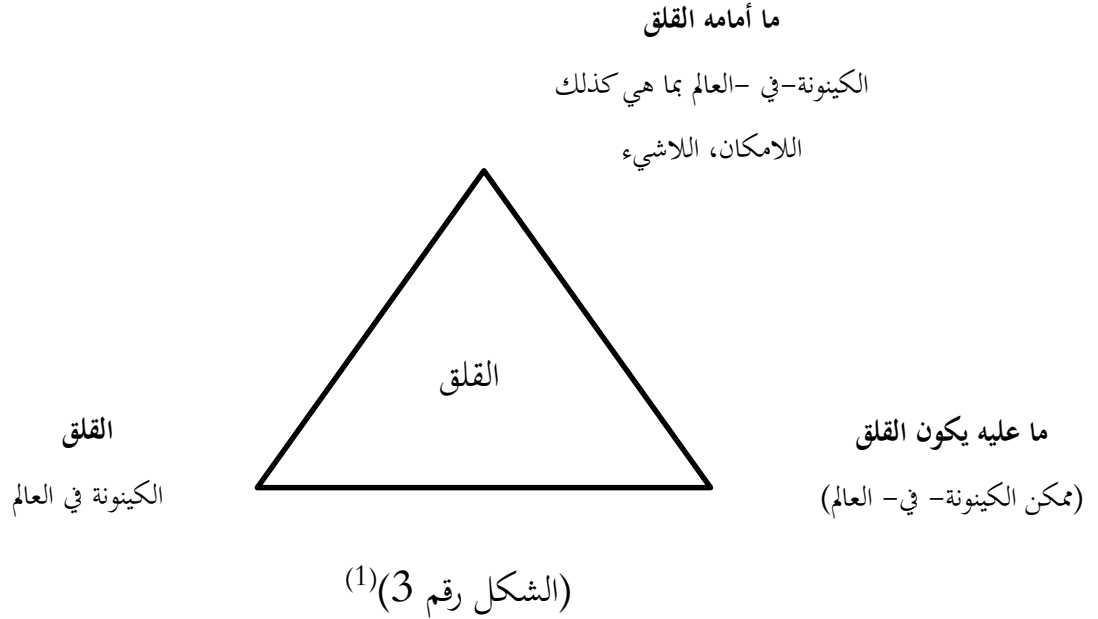 ما أمامه القلق
الكينونة-في -العالم بما هي كذلك
اللامكان، اللاشيء
القلق
ما عليه يكون القلق
(ممكن الكينونة- في- العالم)
القلق
الكينونة في العالم
(الشكل رقم 3)(1)